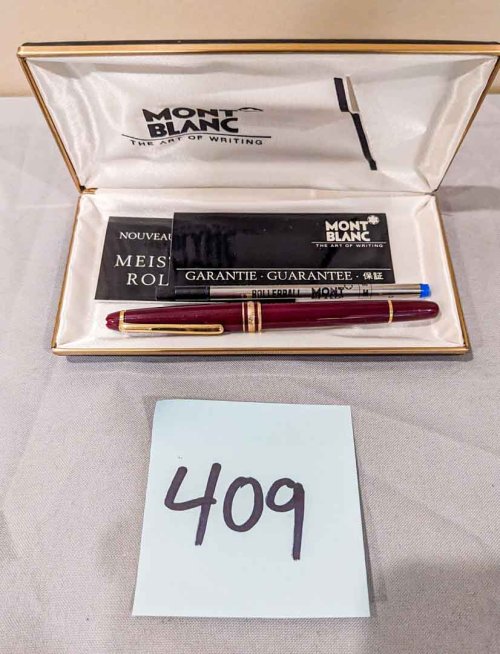 MONT
BLANC
THE ART OF WRITING
NOUVEAU
MEIS
ROL
MONT
BLANC
THE ART OF WRITING
GARANTIE · GUARANTEE · 保証
ROLLERBALL MONT
M
409